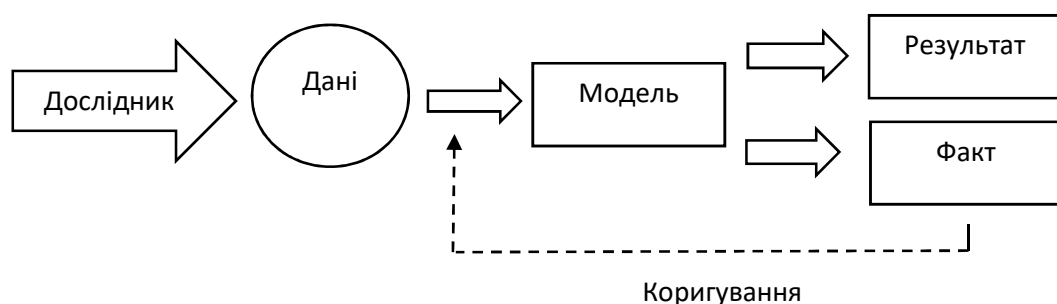 Дослідник
Дані
Модель
Результат
Факт
Коригування